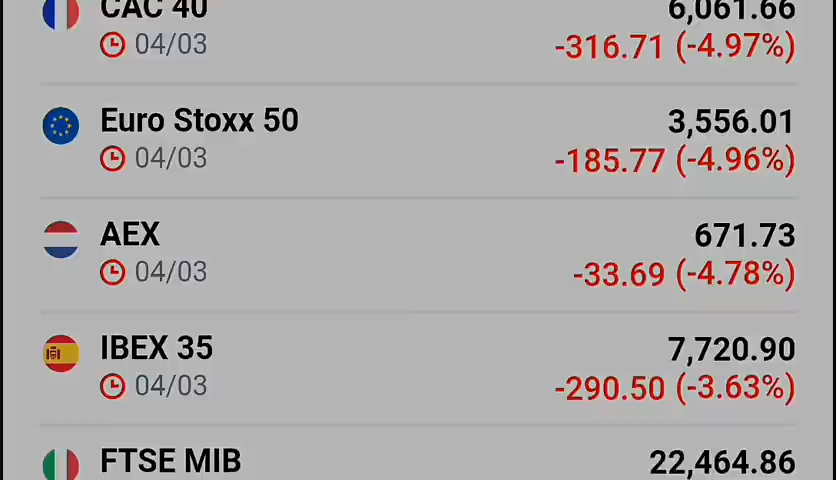 CAC 40 6,061.66
04/03 -316.71 (-4.97%)
Euro Stoxx 50 3,556.01
04/03 -185.77 (-4.96%)
AEX 671.73
04/03 -33.69 (-4.78%)
IBEX 35 7,720.90
04/03 -290.50 (-3.63%)
FTSE MIB 22,464.86